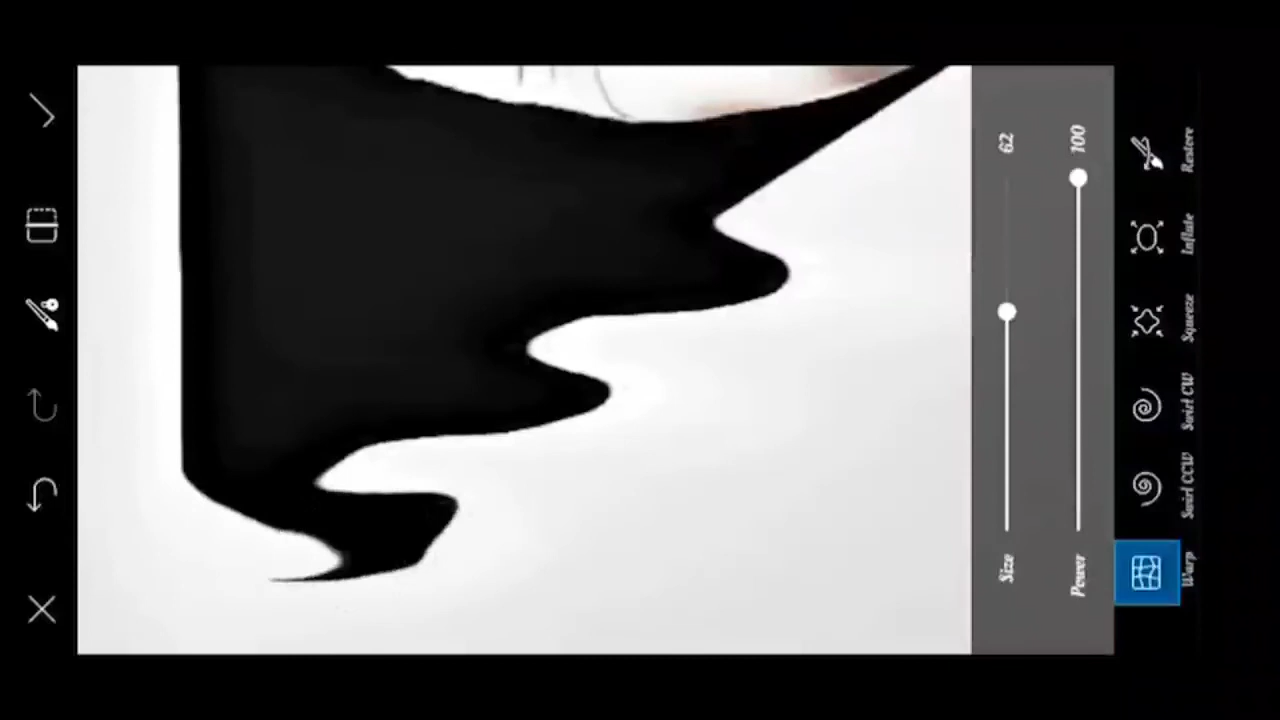 Warp
Swirl CCW
Swirl CW
Squeeze
Inflate
Restore
Size 62
Power 100